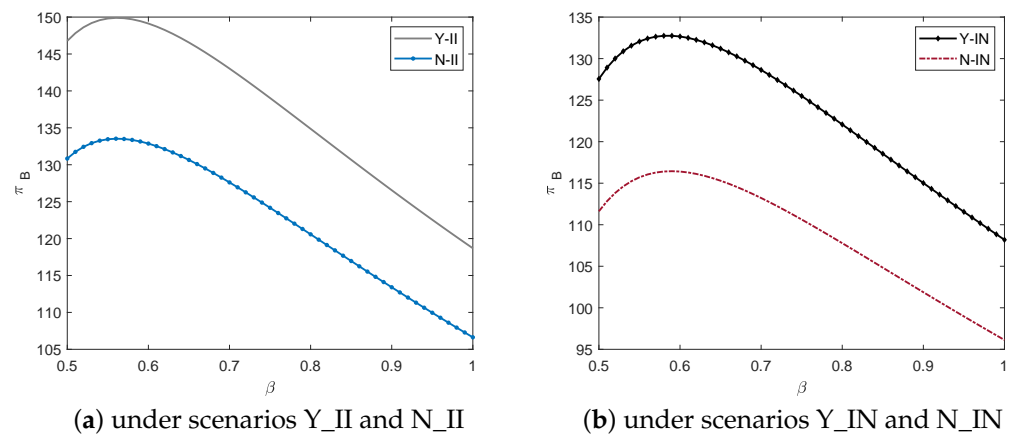 150
145
140
135
130
125
120
115
110
105
π B
0.5 0.6 0.7 0.8 0.9 1
β
Y-II
N-II
(a) under scenarios Y_II and N_II
135
130
125
120
115
110
105
100
95
π B
0.5 0.6 0.7 0.8 0.9 1
β
Y-IN
N-IN
(b) under scenarios Y_IN and N_IN